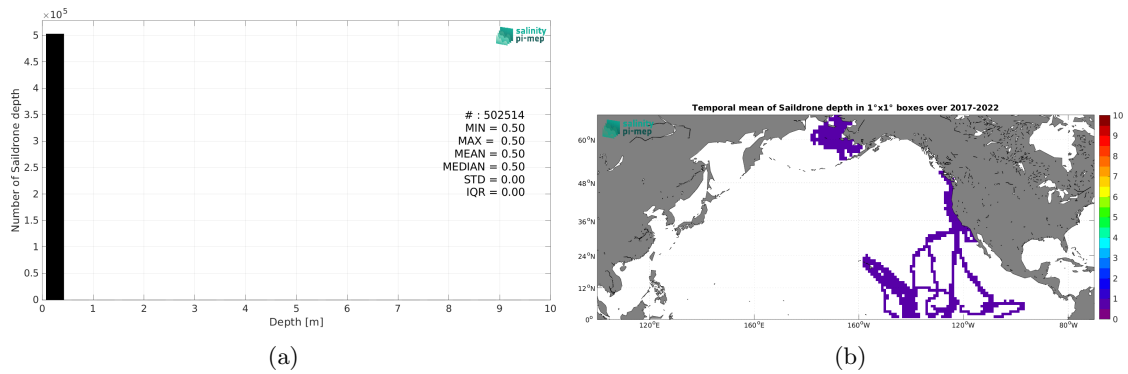 ×10⁵
5
4.5
4
3.5
3
2.5
2
1.5
1
0.5
0
Number of Saildrone depth
salinity
pi-mep
# : 502514
MIN = 0.50
MAX = 0.50
MEAN = 0.50
MEDIAN = 0.50
STD = 0.00
IQR = 0.00
0 1 2 3 4 5 6 7 8 9 10
Depth [m]
(a)
Temporal mean of Saildrone depth in 1°x1° boxes over 2017-2022
salinity
pi-mep
60°N
48°N
36°N
24°N
12°N
0°
120°E 160°E 160°W 120°W 80°W
10
9
8
7
6
5
4
3
2
1
0
(b)